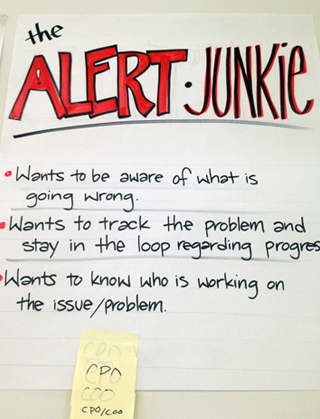 the
ALERT · JUNKie
• Wants to be aware of what is
going wrong.
• Wants to track the problem and
stay in the loop regarding progres
• Wants to know who is working on
the issue/problem.
CPO
COO
CPO/COO